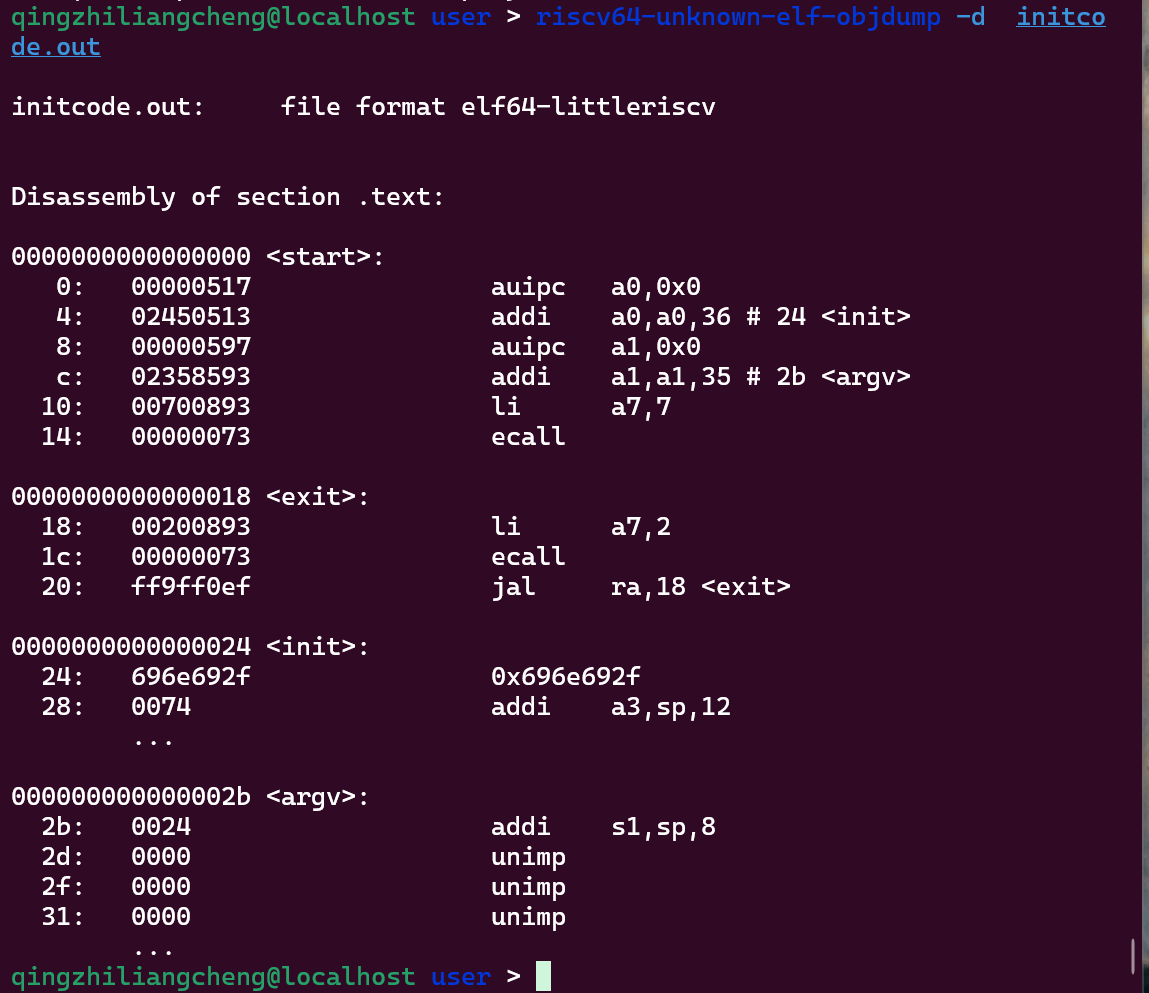 qingzhiliangcheng@localhost user > riscv64-unknown-elf-objdump -d  initco
de.out

initcode.out:     file format elf64-littleriscv


Disassembly of section .text:

0000000000000000 <start>:
   0:   00000517                auipc   a0,0x0
   4:   02450513                addi    a0,a0,36 # 24 <init>
   8:   00000597                auipc   a1,0x0
   c:   02358593                addi    a1,a1,35 # 2b <argv>
  10:   00700893                li      a7,7
  14:   00000073                ecall

0000000000000018 <exit>:
  18:   00200893                li      a7,2
  1c:   00000073                ecall
  20:   ff9ff0ef                jal     ra,18 <exit>

0000000000000024 <init>:
  24:   696e692f                0x696e692f
  28:   0074                    addi    a3,sp,12
        ...

000000000000002b <argv>:
  2b:   0024                    addi    s1,sp,8
  2d:   0000                    unimp
  2f:   0000                    unimp
  31:   0000                    unimp
        ...
qingzhiliangcheng@localhost user >